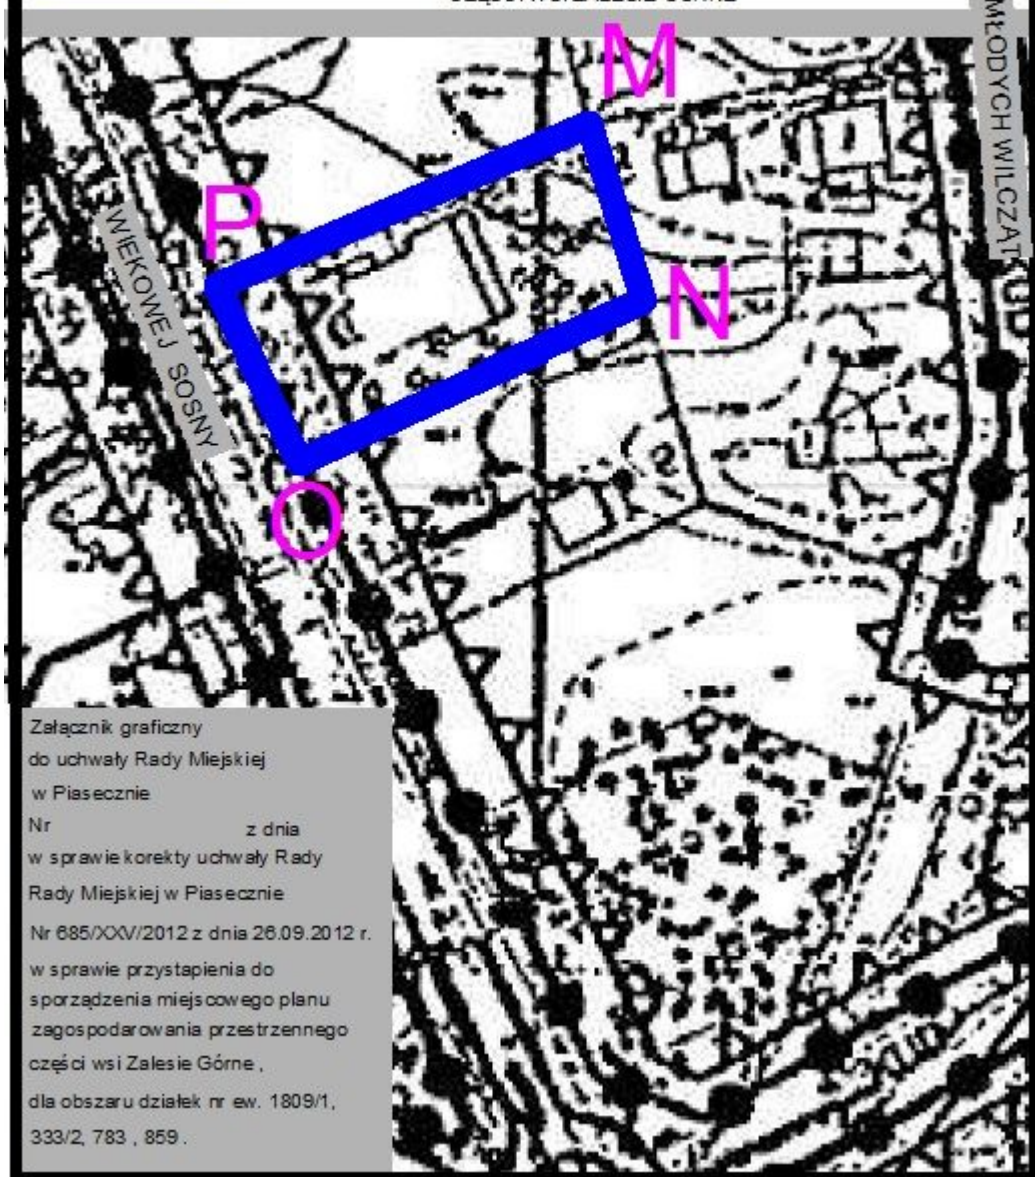 MŁODYCH WILCZĄT
M
P
WIEKOWEJ SOSNY
N
O
Załącznik graficzny
do uchwały Rady Miejskiej
w Piasecznie
Nr z dnia
w sprawie korekty uchwały Rady
Rady Miejskiej w Piasecznie
Nr 685/XXV/2012 z dnia 26.09.2012 r.
w sprawie przystapienia do
sporządzenia miejscowego planu
zagospodarowania przestrzennego
części wsi Zalesie Górne ,
dla obszaru działek nr ew. 1809/1,
333/2, 783 , 859 .